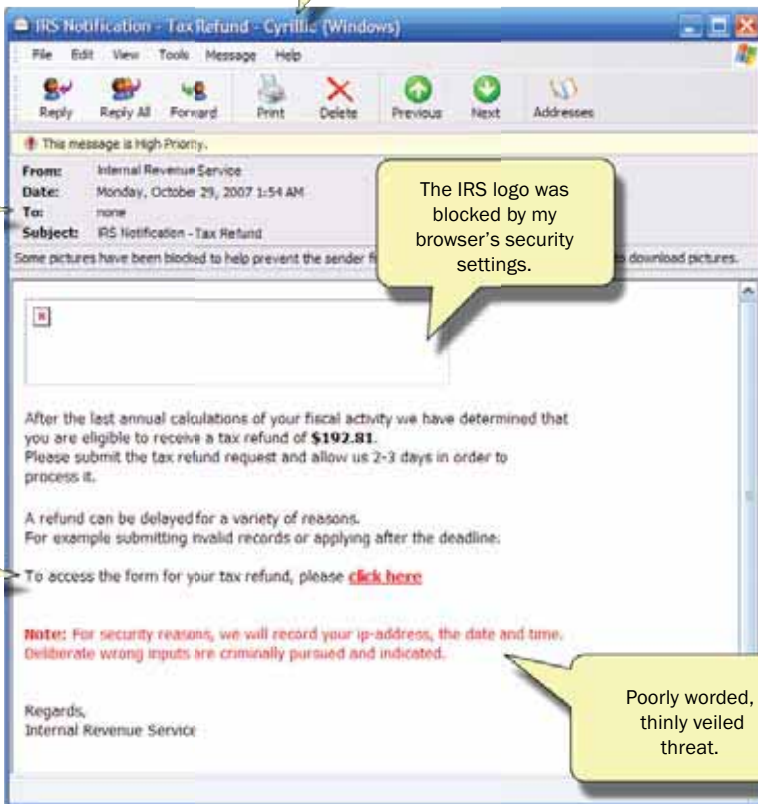 IRS Notification - Tax Refund - Cyrillic (Windows)
File Edit View Tools Message Help
Reply Reply All Forward Print Delete Previous Next Addresses
This message is High Priority.
From: Internal Revenue Service
Date: Monday, October 29, 2007 1:54 AM
To: none
Subject: IRS Notification - Tax Refund
Some pictures have been blocked to help prevent the sender to download pictures.
The IRS logo was
blocked by my
browser's security
settings.
After the last annual calculations of your fiscal activity we have determined that
you are eligible to receive a tax refund of $192.81.
Please submit the tax refund request and allow us 2-3 days in order to
process it.
A refund can be delayed for a variety of reasons.
For example submitting invalid records or applying after the deadline.
To access the form for your tax refund, please click here
Note: For security reasons, we will record your ip-address, the date and time.
Deliberate wrong inputs are criminally pursued and indicated.
Poorly worded,
thinly veiled
threat.
Regards,
Internal Revenue Service